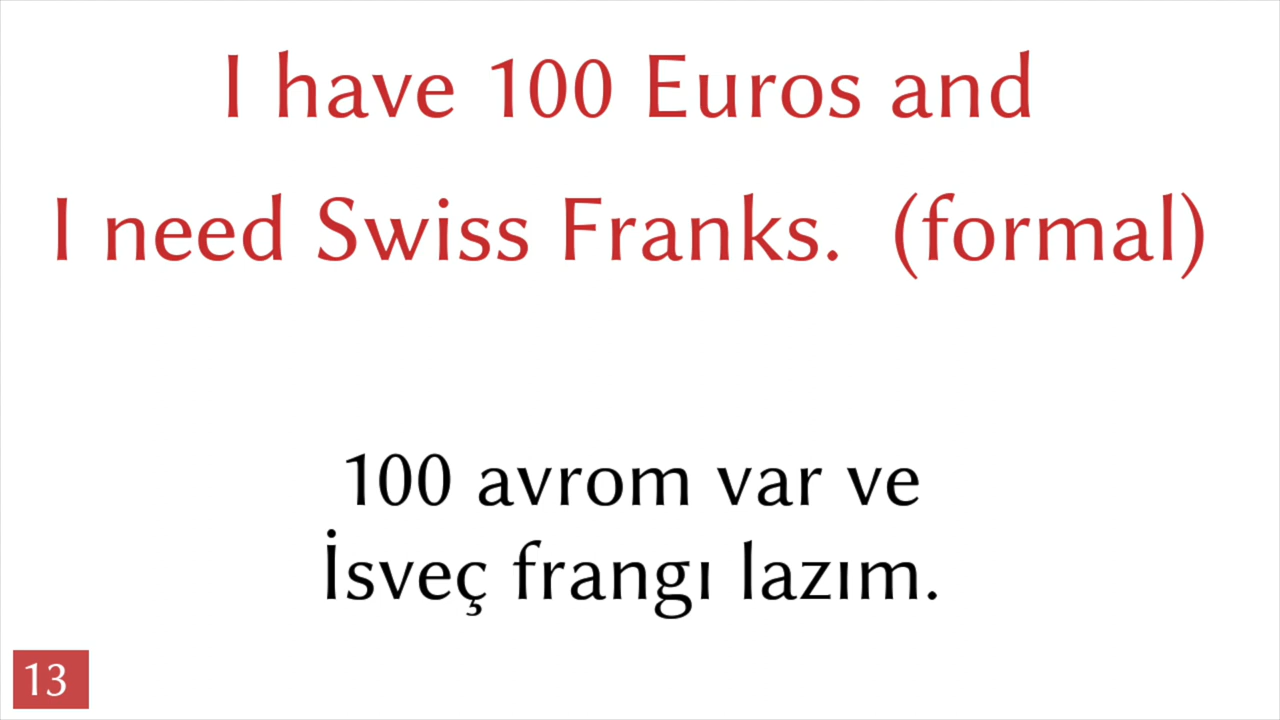 I have 100 Euros and
I need Swiss Franks. (formal)
100 avrom var ve
İsveç frangı lazım.
13